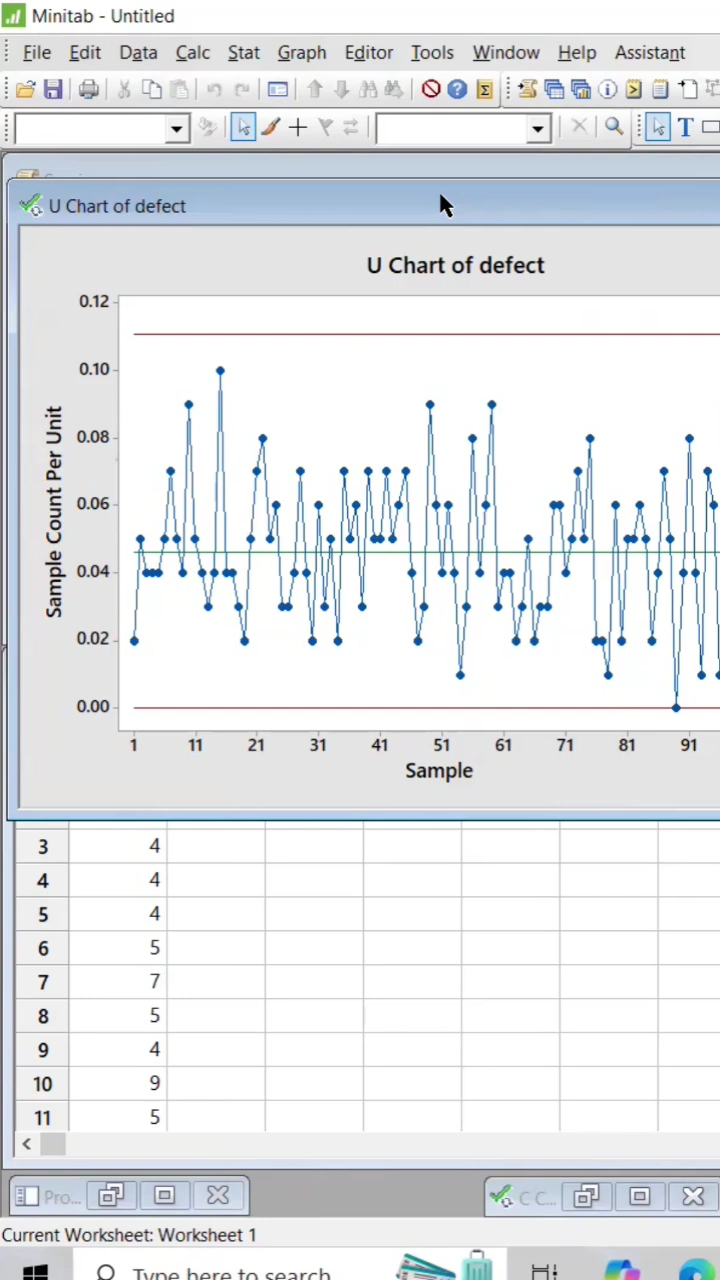 Minitab - Untitled
File Edit Data Calc Stat Graph Editor Tools Window Help Assistant
U Chart of defect
U Chart of defect
0.12
0.10
0.08
0.06
0.04
0.02
0.00
Sample Count Per Unit
1 11 21 31 41 51 61 71 81 91
Sample
3 4
4 4
5 4
6 5
7 7
8 5
9 4
10 9
11 5
Pro... C C...
Current Worksheet: Worksheet 1
Type here to search